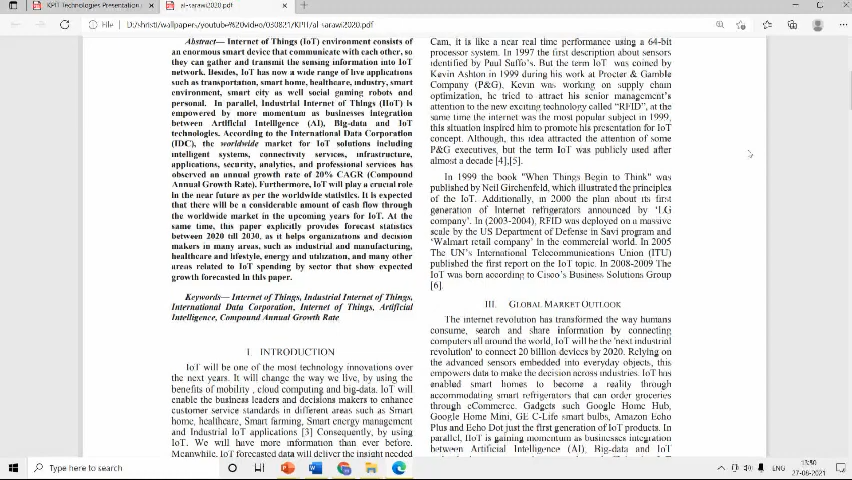 KPIT Technologies Presentation
al-sarawi2020.pdf
File
D:/shristi/wallpapers/youtube%20video/030821/KPIT/al-sarawi2020.pdf
Abstract— Internet of Things (IoT) environment consists of
an enormous smart device that communicate with each other, so
they can gather and transmit the sensing information into IoT
network. Besides, IoT has now a wide range of live applications
such as transportation, smart home, healthcare, industry, smart
environment, smart city as well social gaming robots and
personal. In parallel, Industrial Internet of Things (IIoT) is
empowered by more momentum as businesses integration
between Artificial Intelligence (AI), Big-data and IoT
technologies. According to the International Data Corporation
(IDC), the worldwide market for IoT solutions including
intelligent systems, connectivity services, infrastructure,
applications, security, analytics, and professional services has
observed an annual growth rate of 20% CAGR (Compound
Annual Growth Rate). Furthermore, IoT will play a crucial role
in the near future as per the worldwide statistics. It is expected
that there will be a considerable amount of cash flow through
the worldwide market in the upcoming years for IoT. At the
same time, this paper explicitly provides forecast statistics
between 2020 till 2030, as it helps organizations and decision
makers in many areas, such as industrial and manufacturing,
healthcare and lifestyle, energy and utilization, and many other
areas related to IoT spending by sector that show expected
growth forecasted in this paper.
Keywords— Internet of Things, Industrial Internet of Things,
International Data Corporation, Internet of Things, Artificial
Intelligence, Compound Annual Growth Rate
I. INTRODUCTION
IoT will be one of the most technology innovations over
the next years. It will change the way we live, by using the
benefits of mobility , cloud computing and big-data. IoT will
enable the business leaders and decisions makers to enhance
customer service standards in different areas such as Smart
home, healthcare, Smart farming, Smart energy management
and Industrial IoT applications [3] Consequently, by using
IoT. We will have more information than ever before.
Meanwhile, IoT forecasted data will deliver the insight needed
Cam, it is like a near real time performance using a 64-bit
processor system. In 1997 the first description about sensors
identified by Paul Saffo's. But the term IoT was coined by
Kevin Ashton in 1999 during his work at Procter & Gamble
Company (P&G), Kevin was working on supply chain
optimization, he tried to attract his senior management's
attention to the new exciting technology called “RFID”, at the
same time the internet was the most popular subject in 1999,
this situation inspired him to promote his presentation for IoT
concept. Although, this idea attracted the attention of some
P&G executives, but the term IoT was publicly used after
almost a decade [4],[5].
In 1999 the book "When Things Begin to Think" was
published by Neil Girchenfeld, which illustrated the principles
of the IoT. Additionally, in 2000 the plan about its first
generation of Internet refrigerators announced by ‘LG
company’. In (2003-2004), RFID was deployed on a massive
scale by the US Department of Defense in Savi program and
‘Walmart retail company’ in the commercial world. In 2005
The UN’s International Telecommunications Union (ITU)
published the first report on the IoT topic. In 2008-2009 The
IoT was born according to Cisco’s Business Solutions Group
[6].
III. GLOBAL MARKET OUTLOOK
The internet revolution has transformed the way humans
consume, search and share information by connecting
computers all around the world, IoT will be the ‘next industrial
revolution’ to connect 20 billion devices by 2020. Relying on
the advanced sensors embedded into everyday objects, this
empowers data to make the decision across industries. IoT has
enabled smart homes to become a reality through
accommodating smart refrigerators that can order groceries
through eCommerce. Gadgets such Google Home Hub,
Google Home Mini, GE C-Life smart bulbs, Amazon Echo
Plus and Echo Dot just the first generation of IoT products. In
parallel, IIoT is gaining momentum as businesses integration
between Artificial Intelligence (AI), Big-data and IoT
Type here to search
ENG
27-08-2021